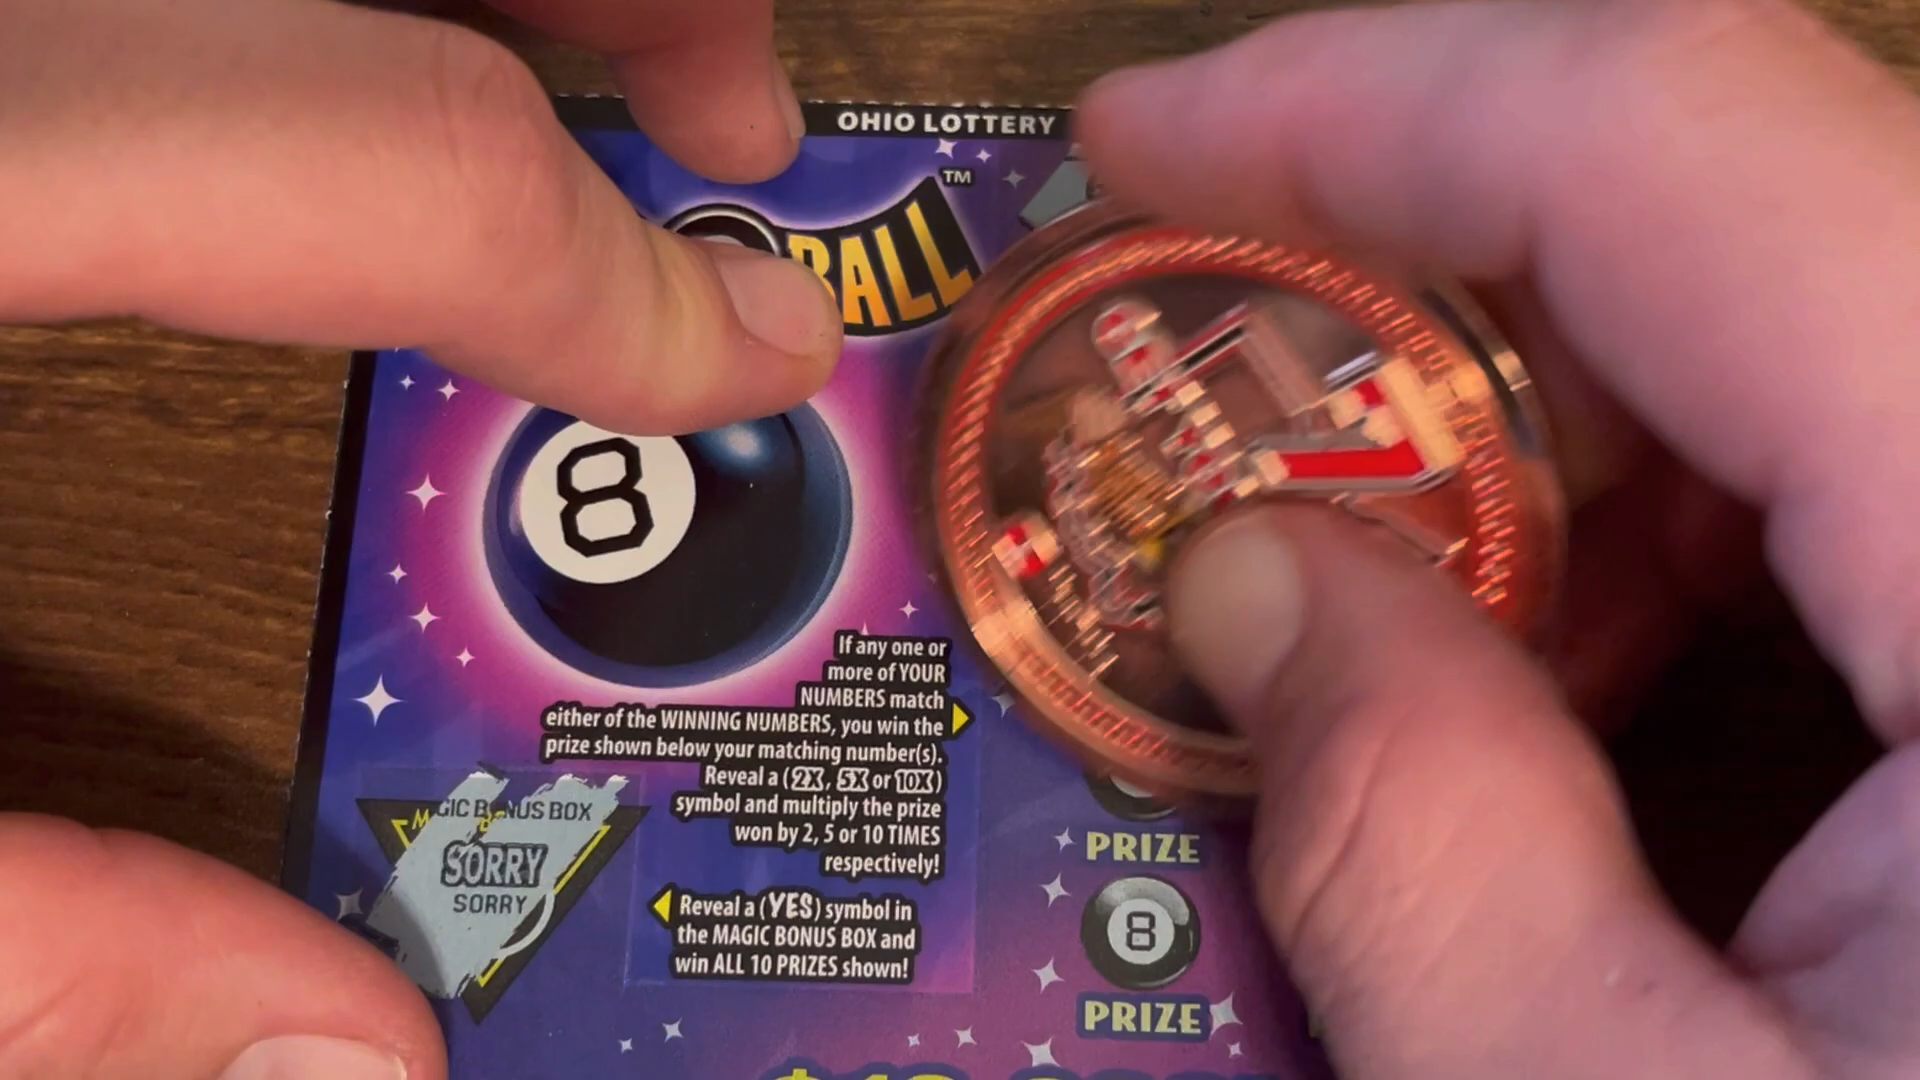 OHIO LOTTERY
BALL™
8
If any one or
more of YOUR
NUMBERS match
either of the WINNING NUMBERS, you win the
prize shown below your matching number(s).
Reveal a (2X, 5X or 10X)
symbol and multiply the prize
won by 2, 5 or 10 TIMES
respectively!
BONUS BOX
SORRY
SORRY
Reveal a (YES) symbol in
the MAGIC BONUS BOX and
win ALL 10 PRIZES shown!
PRIZE
8
PRIZE